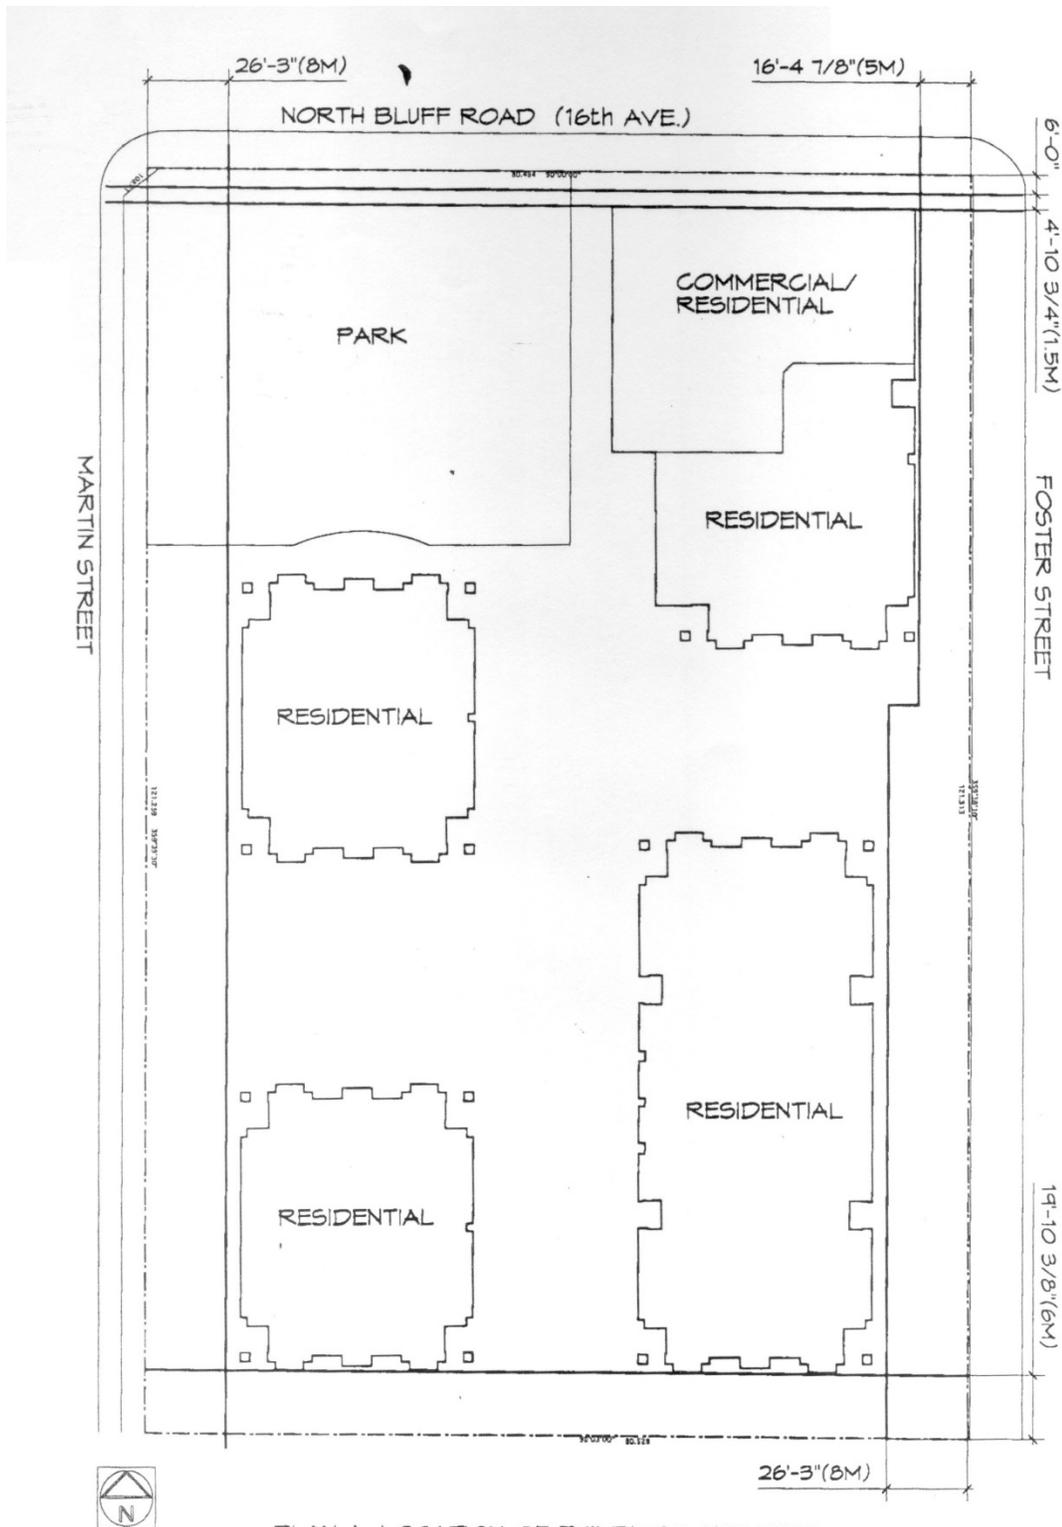 26'-3"(8M)
16'-4 7/8"(5M)
NORTH BLUFF ROAD (16th AVE.)
6'-0"
4'-10 3/4"(1.5M)
COMMERCIAL/
RESIDENTIAL
PARK
MARTIN STREET
FOSTER STREET
RESIDENTIAL
RESIDENTIAL
RESIDENTIAL
RESIDENTIAL
19'-10 3/8"(6M)
26'-3"(8M)
N